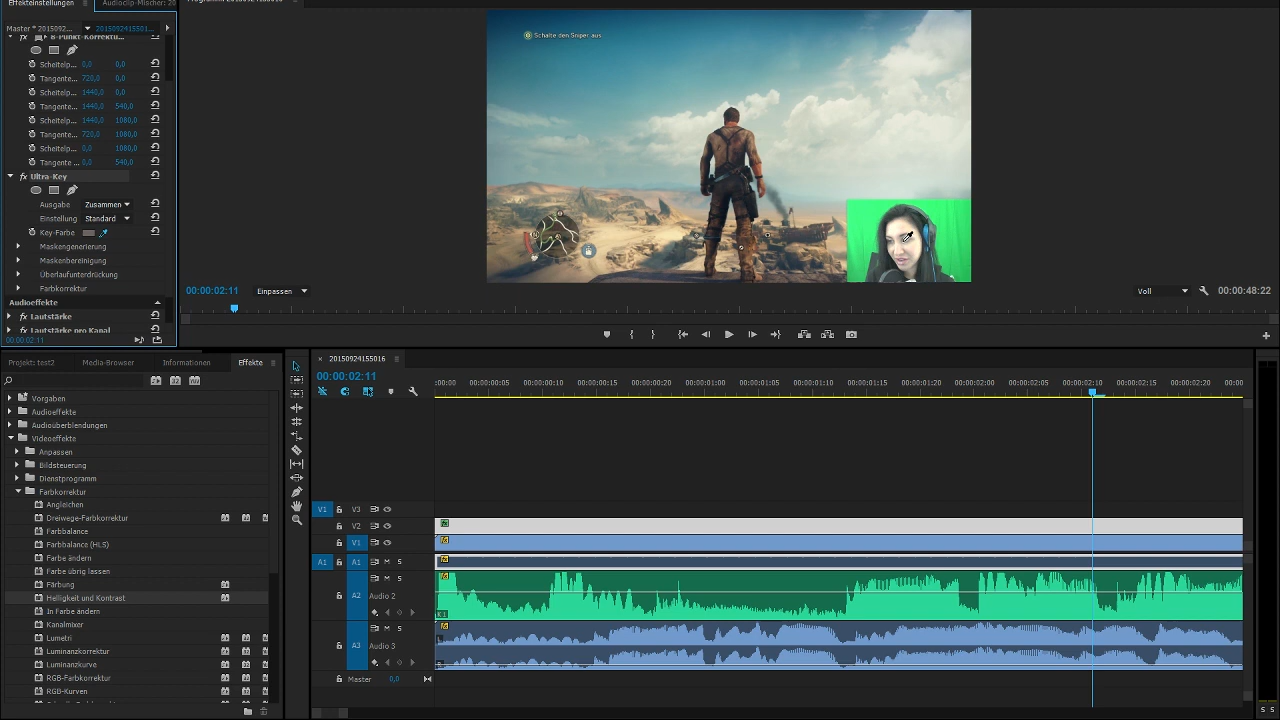 Effekteinstellungen
Audioclip-Mischer: 20
Master * 2015092...
2015092415501...
8-Punkt-Korrektu...
Scheitelp... 0,0 0,0
Tangente... 720,0 0,0
Scheitelp... 1440,0 0,0
Tangente... 1440,0 540,0
Scheitelp... 1440,0 1080,0
Tangente... 720,0 1080,0
Scheitelp... 0,0 1080,0
Tangente ... 0,0 540,0
fx Ultra-Key
Ausgabe Zusammen
Einstellung Standard
Key-Farbe
Maskengenerierung
Maskenbereinigung
Überlaufunterdrückung
Farbkorrektur
Audioeffekte
fx Lautstärke
fx Lautstärke pro Kanal
00:00:02:11
Schalte den Sniper aus
00:00:02:11 Einpassen Voll 00:00:48:22
Projekt: test2 Media-Browser Informationen Effekte
Vorgaben
Audioeffekte
Audioüberblendungen
Videoeffekte
Anpassen
Bildsteuerung
Dienstprogramm
Farbkorrektur
Angleichen
Dreiwege-Farbkorrektur
Farbbalance
Farbbalance (HLS)
Farbe ändern
Farbe übrig lassen
Färbung
Helligkeit und Kontrast
In Farbe ändern
Kanalmixer
Lumetri
Luminanzkorrektur
Luminanzkurve
RGB-Farbkorrektur
RGB-Kurven
× 20150924155016
00:00:02:11
:00:00 00:00:00:05 00:00:00:10 00:00:00:15 00:00:00:20 00:00:01:00 00:00:01:05 00:00:01:10 00:00:01:15 00:00:01:20 00:00:02:00 00:00:02:05 00:00:02:10 00:00:02:15 00:00:02:20 00:00
V1 V3
V2
V1
A1 A1 M S
A2 M S
Audio 2
A3 M S
Audio 3
Master 0,0
S S